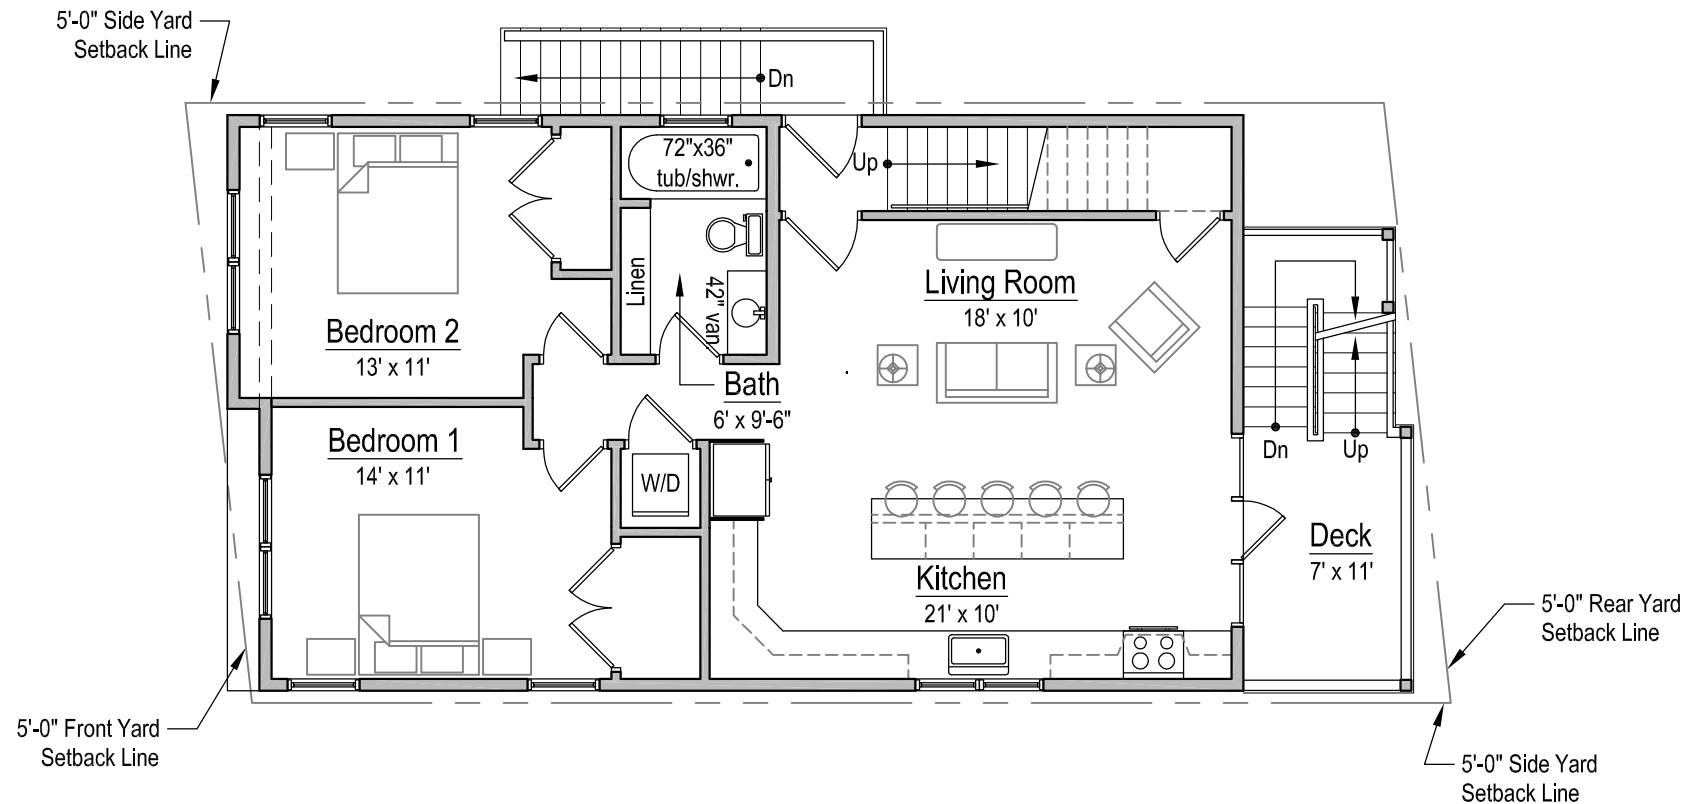 5'-0" Side Yard
Setback Line
Dn
72"x36"
tub/shwr.
Up
Linen
42" van
Living Room
18' x 10'
Bedroom 2
13' x 11'
Bath
6' x 9'-6"
Bedroom 1
14' x 11'
W/D
Dn
Up
Deck
7' x 11'
Kitchen
21' x 10'
5'-0" Rear Yard
Setback Line
5'-0" Front Yard
Setback Line
5'-0" Side Yard
Setback Line